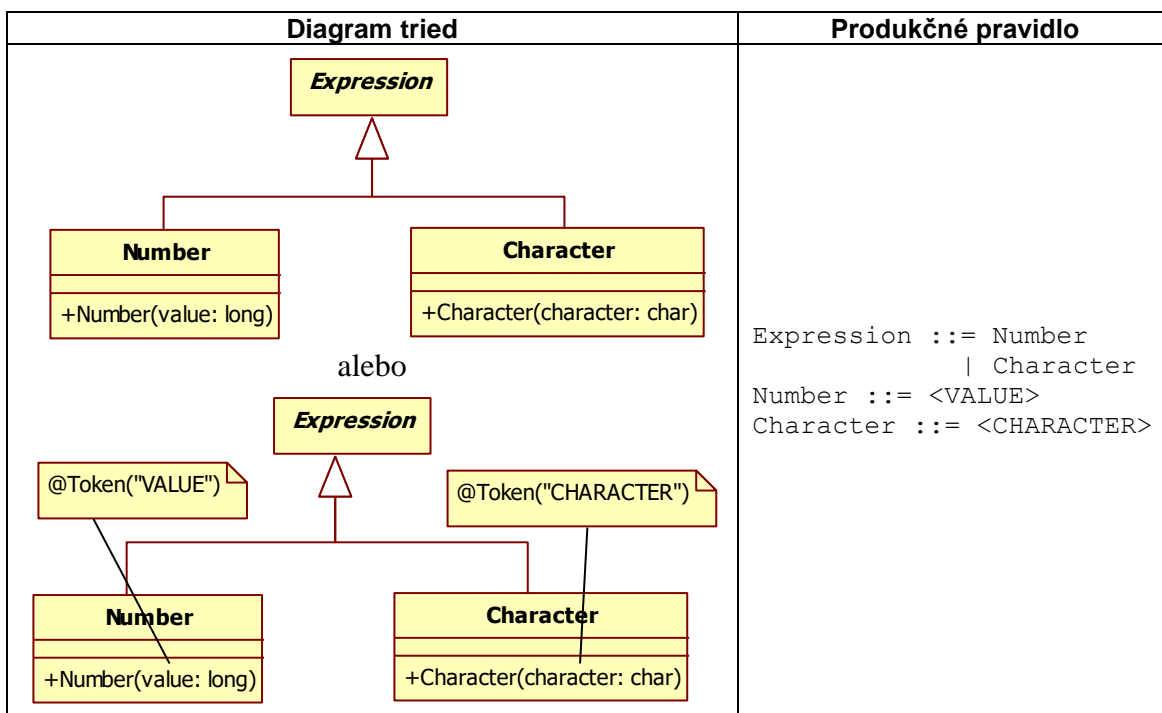 Diagram tried
Produkčné pravidlo
Expression
Number
+Number(value: long)
Character
+Character(character: char)
alebo
Expression
@Token("VALUE")
@Token("CHARACTER")
Number
+Number(value: long)
Character
+Character(character: char)
Expression ::= Number
| Character
Number ::= <VALUE>
Character ::= <CHARACTER>